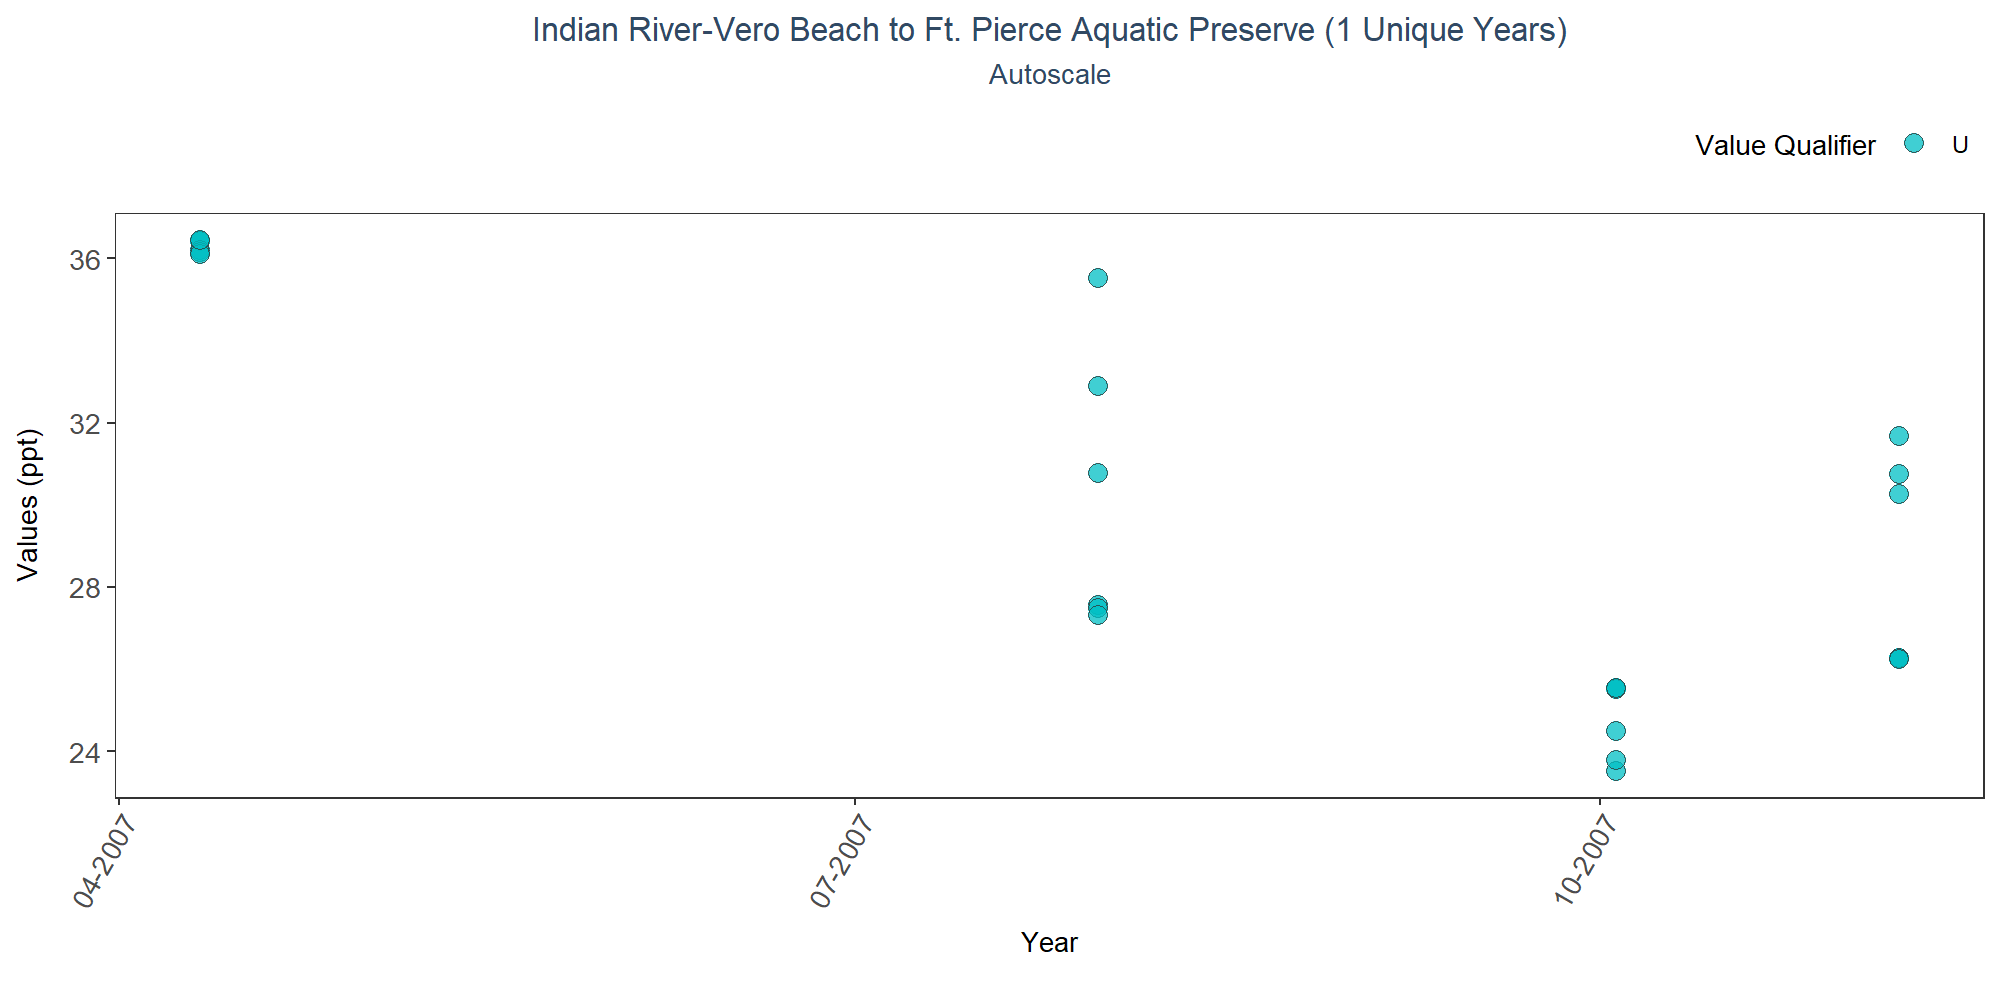 Indian River-Vero Beach to Ft. Pierce Aquatic Preserve (1 Unique Years)
Autoscale
Value Qualifier U
36
32
28
24
Values (ppt)
04-2007
07-2007
10-2007
Year